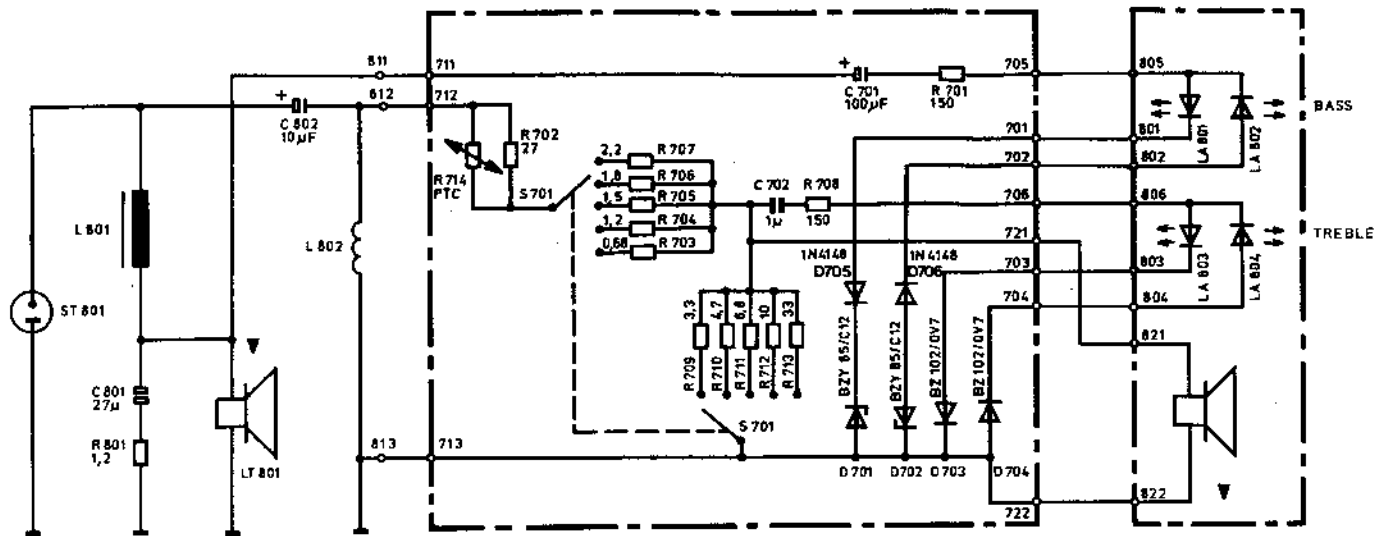 811
711
+
C 701
100µF
R 701
150
705
805
LA 801
LA 802
BASS
+
C 802
10µF
612
712
R 702
27
R 714
PTC
S 701
701
801
702
802
2,2
R 707
1,8
R 706
1,5
R 705
1,2
R 704
0,68
R 703
C 702
1µ
R 708
150
706
806
721
L 801
L 802
1N4148
D705
1N4148
D706
703
803
LA 803
LA 804
TREBLE
704
804
ST 801
3,3
R 709
4,7
R 710
6,8
R 711
10
R 712
33
R 713
BZY 85/C12
BZY 85/C12
BZ 102/0V7
BZ 102/0V7
821
C 801
27µ
R 801
1,2
LT 801
S 701
813
713
D701
D702
D703
D704
722
822